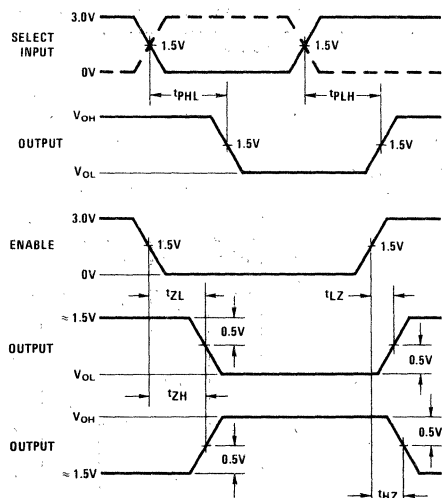 3.0V
SELECT
INPUT
1.5V
1.5V
0V
tPHL
tPLH
VOH
OUTPUT
1.5V
1.5V
VOL
3.0V
ENABLE
1.5V
1.5V
0V
tZL
tLZ
≈ 1.5V
0.5V
OUTPUT
0.5V
VOL
tZH
VOH
0.5V
OUTPUT
0.5V
≈ 1.5V
tHZ